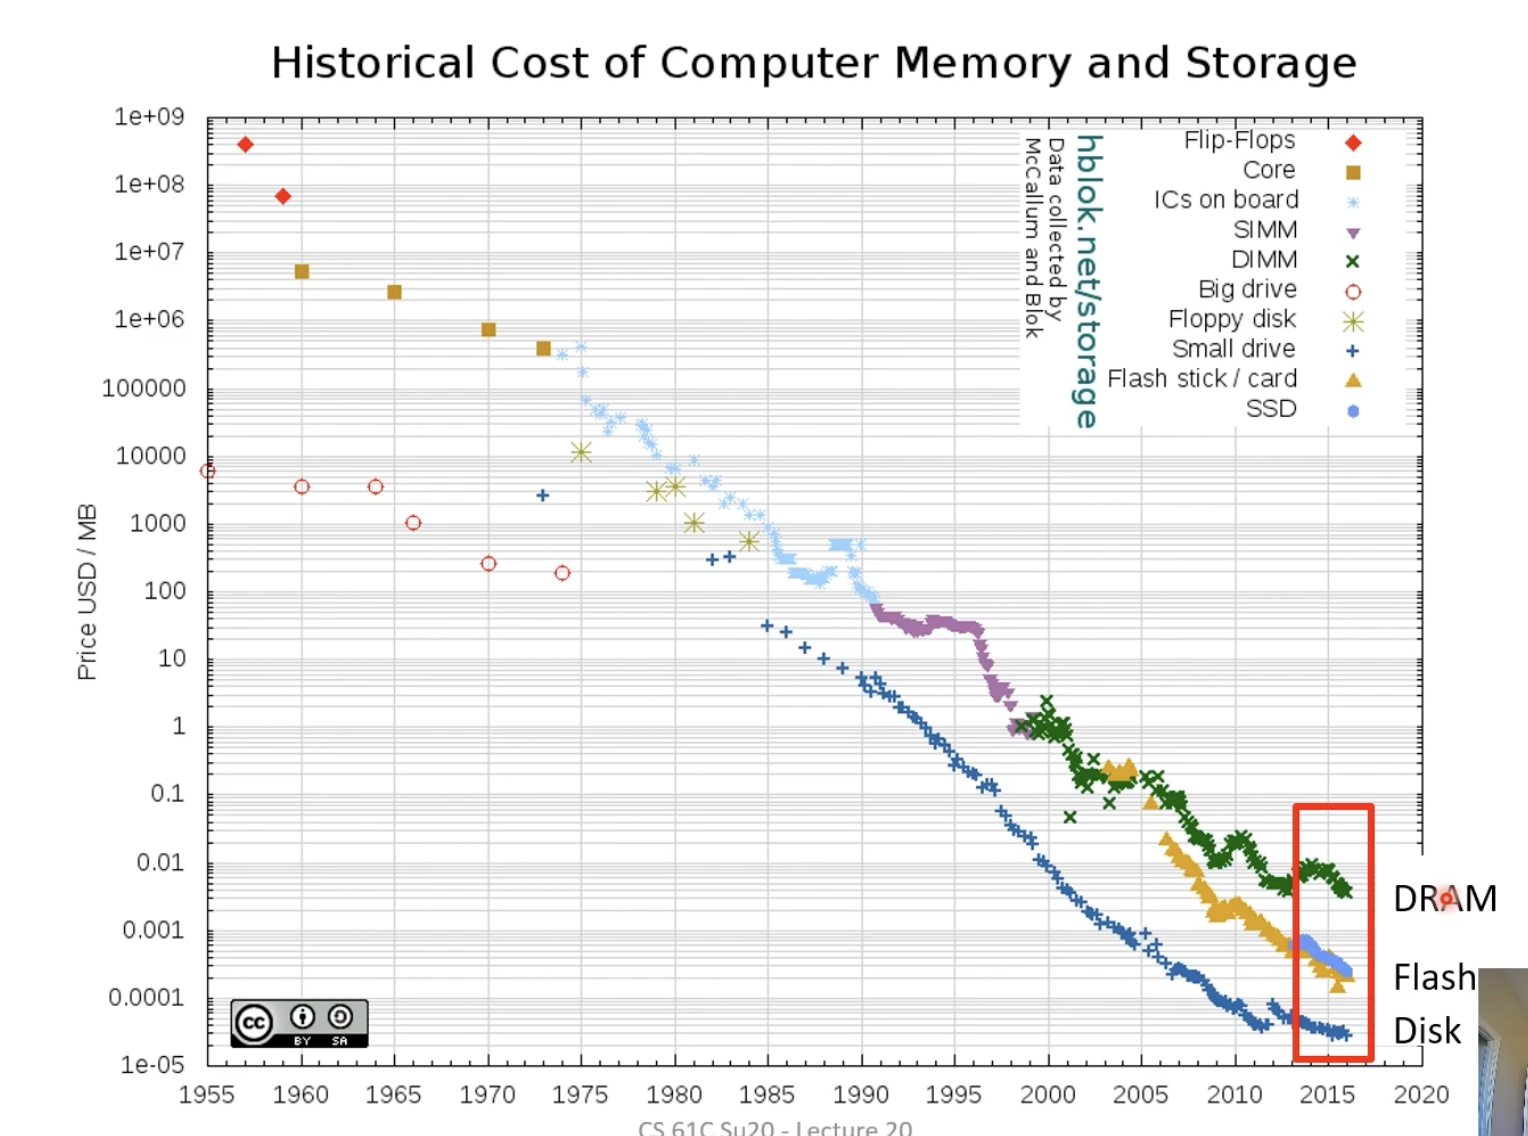 Historical Cost of Computer Memory and Storage
1e+09
1e+08
1e+07
1e+06
100000
10000
1000
100
10
1
0.1
0.01
0.001
0.0001
1e-05
Price USD / MB
Flip-Flops
Core
ICs on board
SIMM
DIMM
Big drive
Floppy disk
Small drive
Flash stick / card
SSD
hblok.net/storage
Data collected by
McCallum and Blok
DRAM
Flash
Disk
cc
BY SA
1955 1960 1965 1970 1975 1980 1985 1990 1995 2000 2005 2010 2015 2020
CS 61C Su20 - Lecture 20